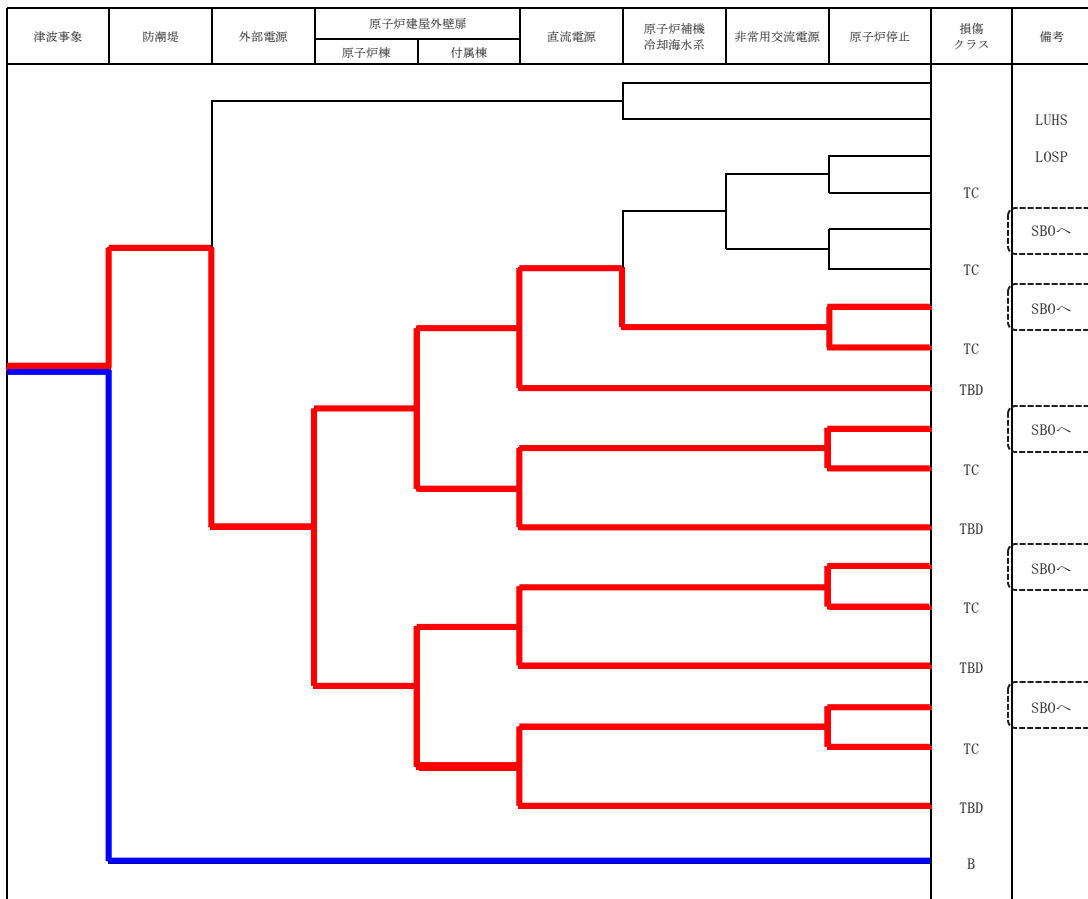 津波事象
防潮堤
外部電源
原子炉建屋外壁扉
原子炉棟
付属棟
直流電源
原子炉補機
冷却海水系
非常用交流電源
原子炉停止
損傷
クラス
備考
LUHS
LOSP
TC
SBOへ
TC
SBOへ
TC
TBD
SBOへ
TC
TBD
SBOへ
TC
TBD
SBOへ
TC
TBD
B